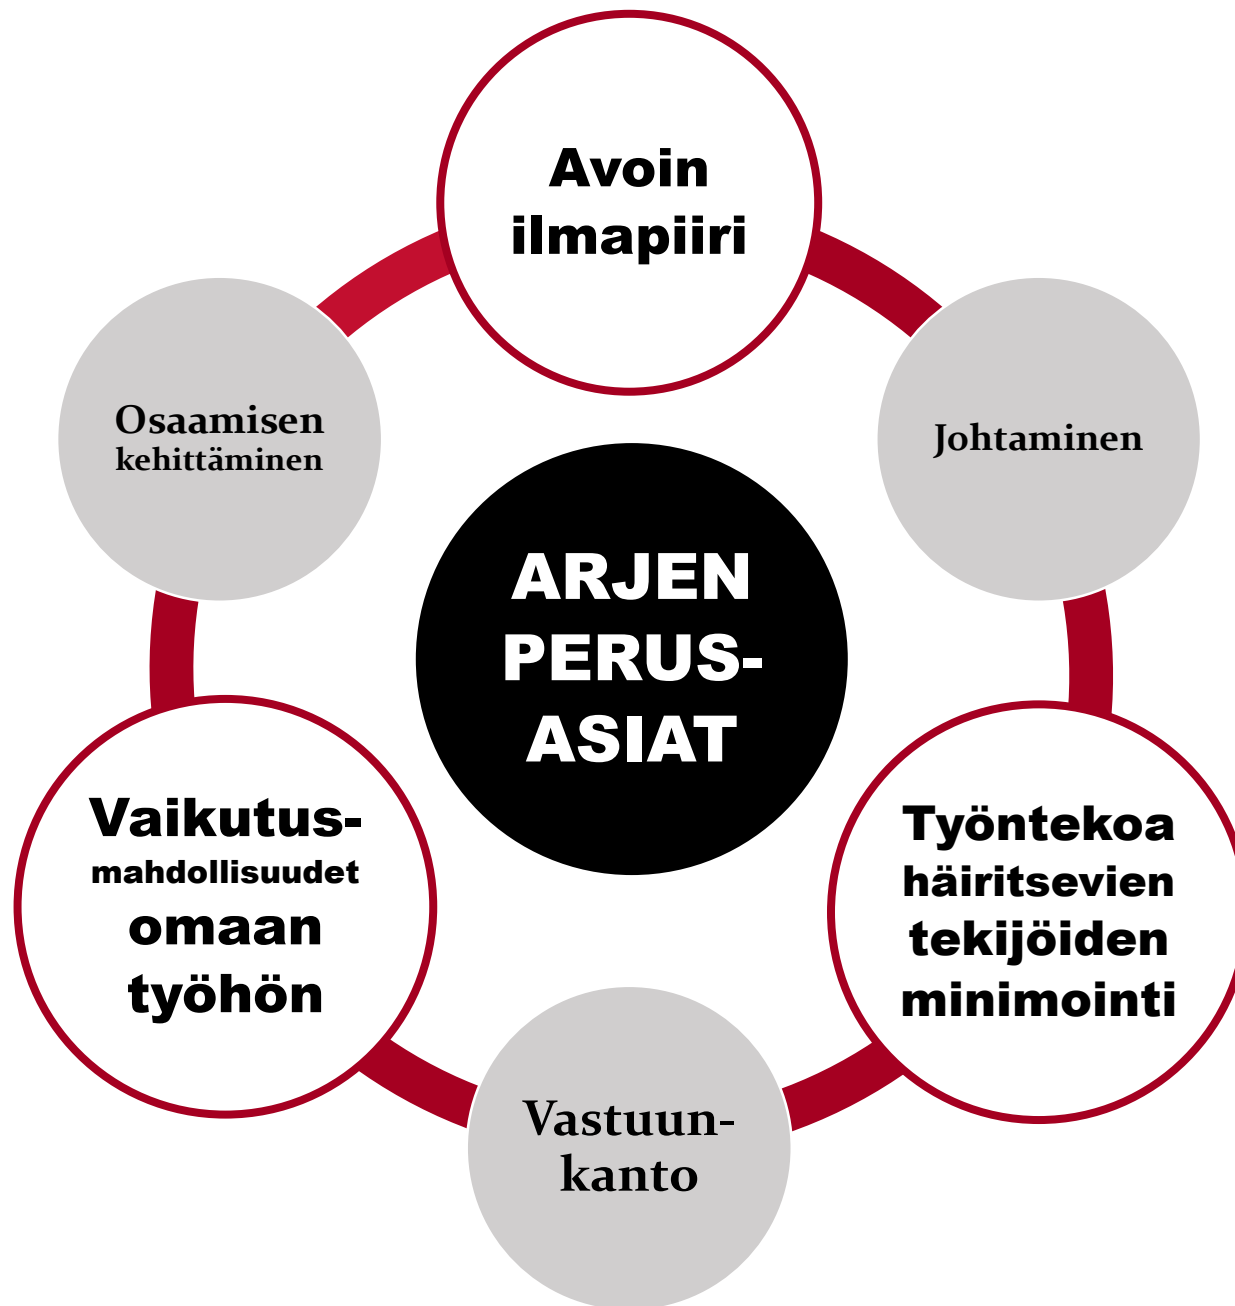 Avoin
ilmapiiri
Johtaminen
Työntekoa
häiritsevien
tekijöiden
minimointi
Vastuun-
kanto
Vaikutus-
mahdollisuudet
omaan
työhön
Osaamisen
kehittäminen
ARJEN
PERUS-
ASIAT